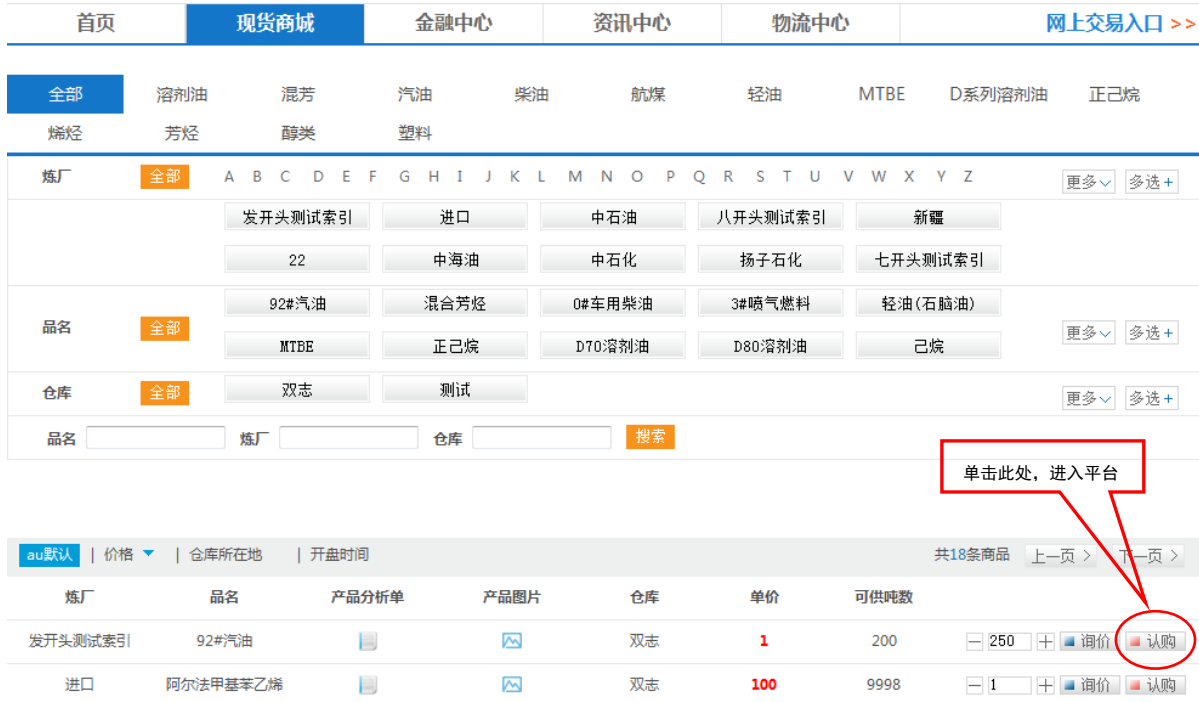 首页 现货商城 金融中心 资讯中心 物流中心 网上交易入口 >>
全部 溶剂油 混芳 汽油 柴油 航煤 轻油 MTBE D系列溶剂油 正己烷
烯烃 芳烃 醇类 塑料
炼厂 全部 A B C D E F G H I J K L M N O P Q R S T U V W X Y Z 更多 多选+
发开头测试索引 进口 中石油 八开头测试索引 新疆
22 中海油 中石化 扬子石化 七开头测试索引
92#汽油 混合芳烃 0#车用柴油 3#喷气燃料 轻油(石脑油)
品名 全部 更多 多选+
MTBE 正己烷 D70溶剂油 D80溶剂油 己烷
仓库 全部 双志 测试 更多 多选+
品名 炼厂 仓库 搜索
单击此处，进入平台
au默认 | 价格 | 仓库所在地 | 开盘时间 共18条商品 上一页 > 下一页 >
炼厂 品名 产品分析单 产品图片 仓库 单价 可供吨数
发开头测试索引 92#汽油 双志 1 200 - 250 + 询价 认购
进口 阿尔法甲基苯乙烯 双志 100 9998 - 1 + 询价 认购